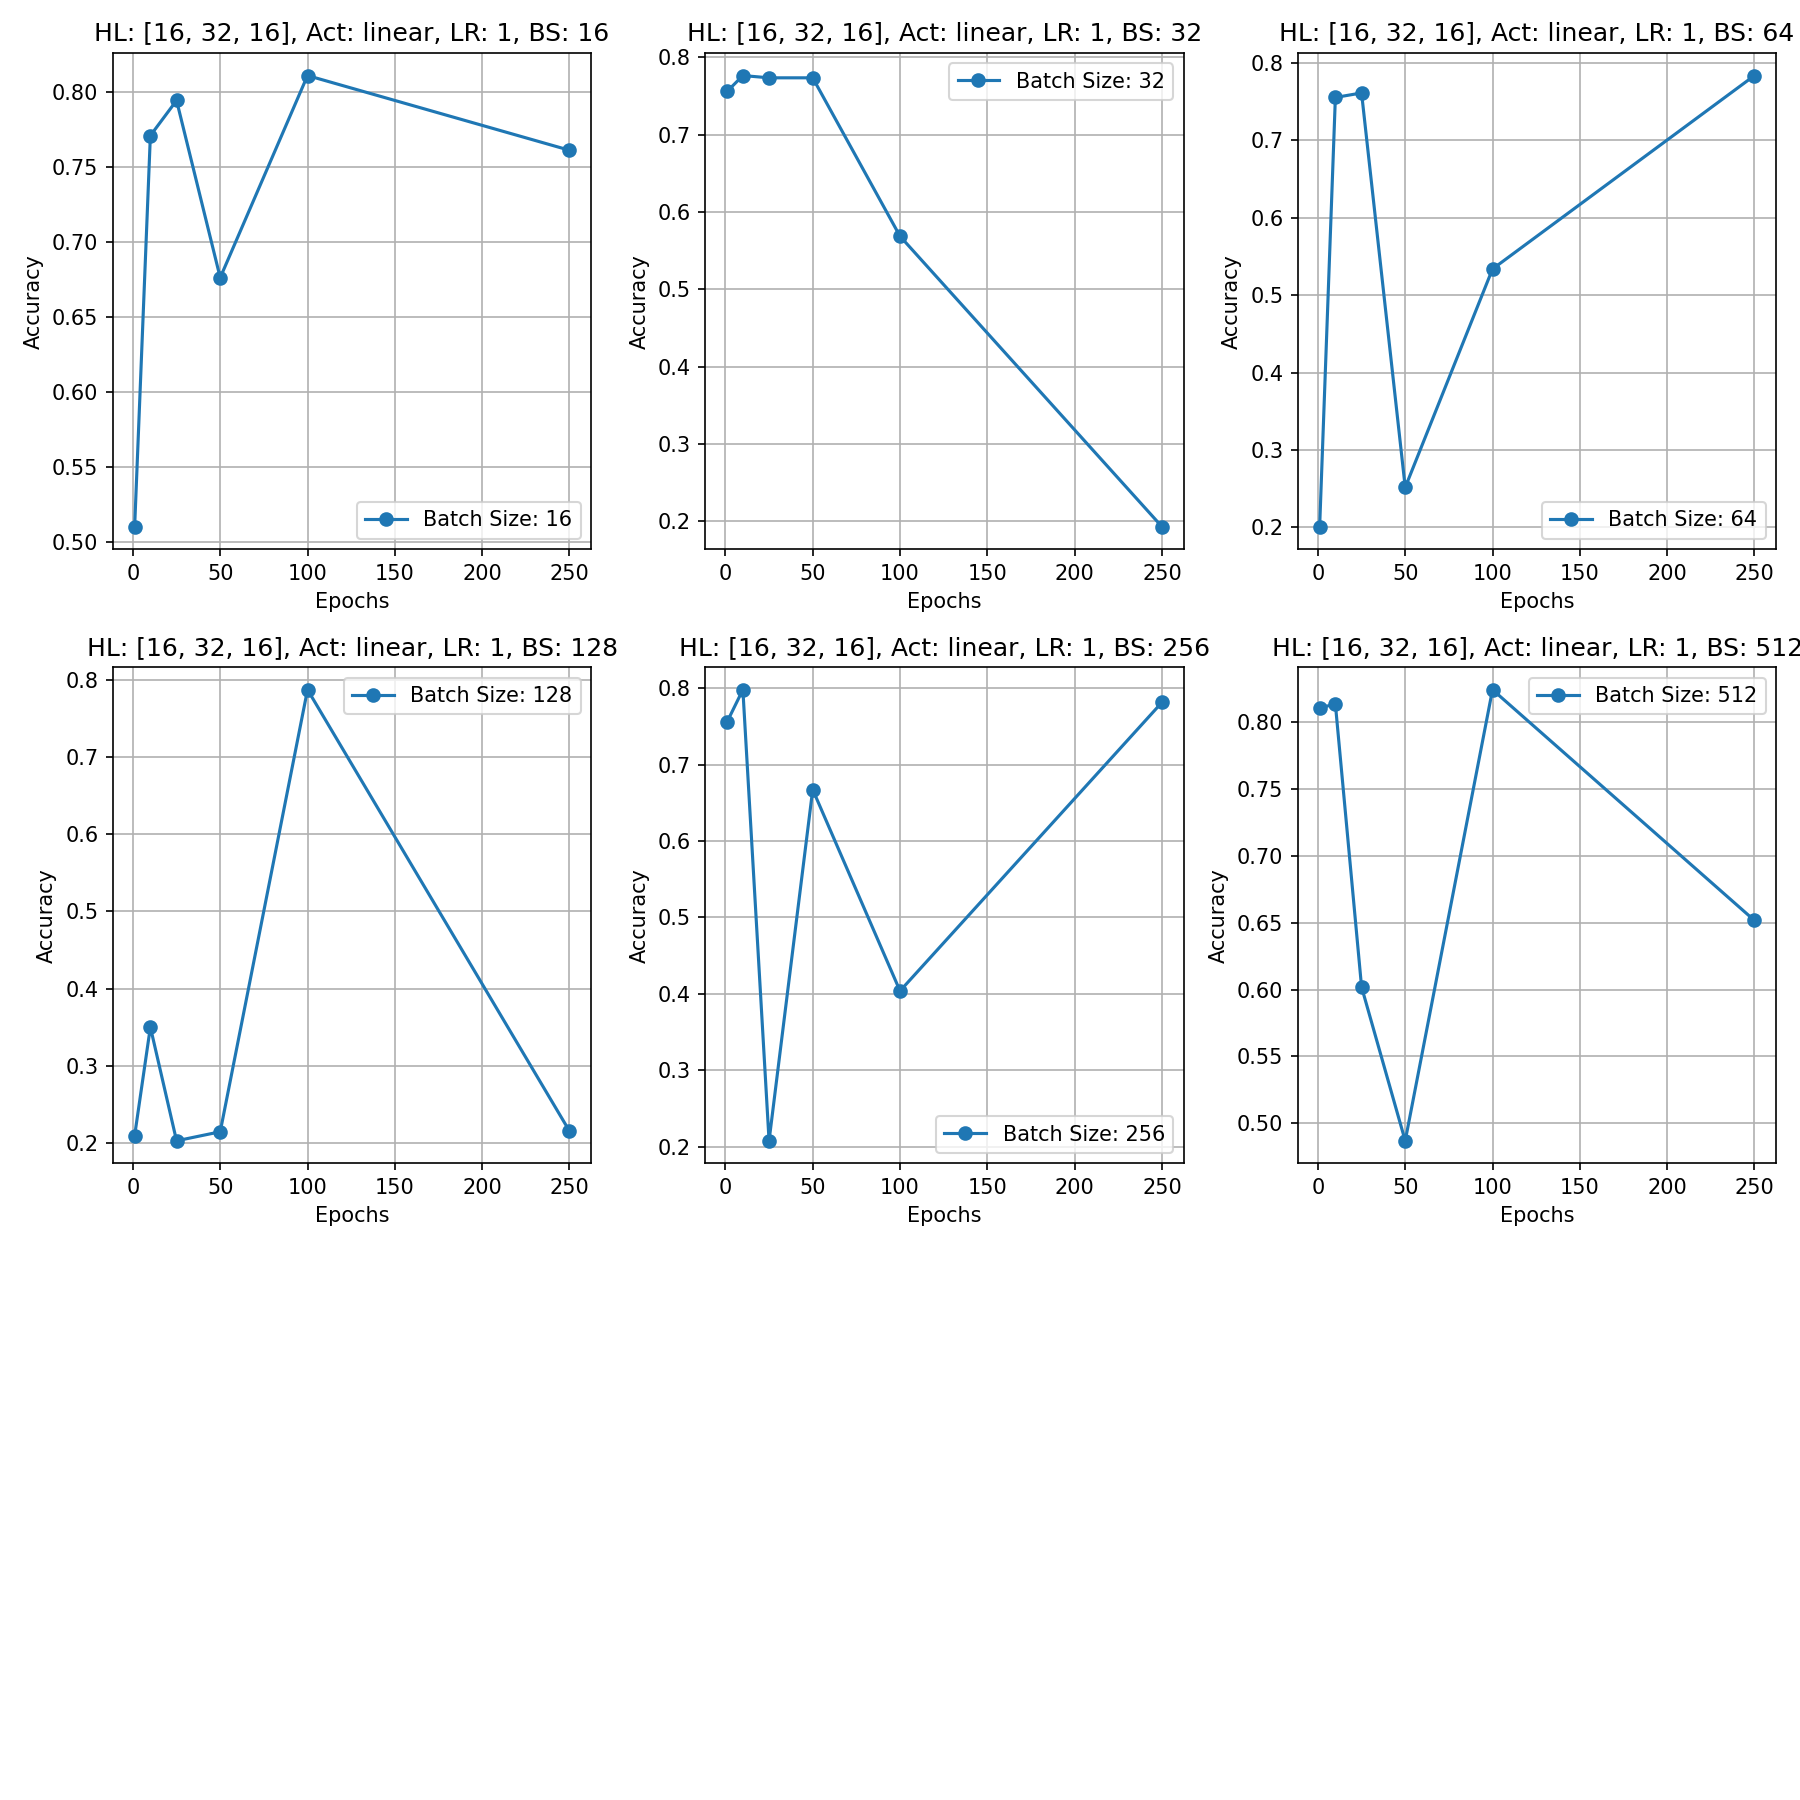 HL: [16, 32, 16], Act: linear, LR: 1, BS: 16
0.80
0.75
0.70
0.65
0.60
0.55
0.50
Accuracy
Batch Size: 16
0 50 100 150 200 250
Epochs
HL: [16, 32, 16], Act: linear, LR: 1, BS: 32
0.8
0.7
0.6
0.5
0.4
0.3
0.2
Accuracy
Batch Size: 32
0 50 100 150 200 250
Epochs
HL: [16, 32, 16], Act: linear, LR: 1, BS: 64
0.8
0.7
0.6
0.5
0.4
0.3
0.2
Accuracy
Batch Size: 64
0 50 100 150 200 250
Epochs
HL: [16, 32, 16], Act: linear, LR: 1, BS: 128
0.8
0.7
0.6
0.5
0.4
0.3
0.2
Accuracy
Batch Size: 128
0 50 100 150 200 250
Epochs
HL: [16, 32, 16], Act: linear, LR: 1, BS: 256
0.8
0.7
0.6
0.5
0.4
0.3
0.2
Accuracy
Batch Size: 256
0 50 100 150 200 250
Epochs
HL: [16, 32, 16], Act: linear, LR: 1, BS: 512
0.80
0.75
0.70
0.65
0.60
0.55
0.50
Accuracy
Batch Size: 512
0 50 100 150 200 250
Epochs